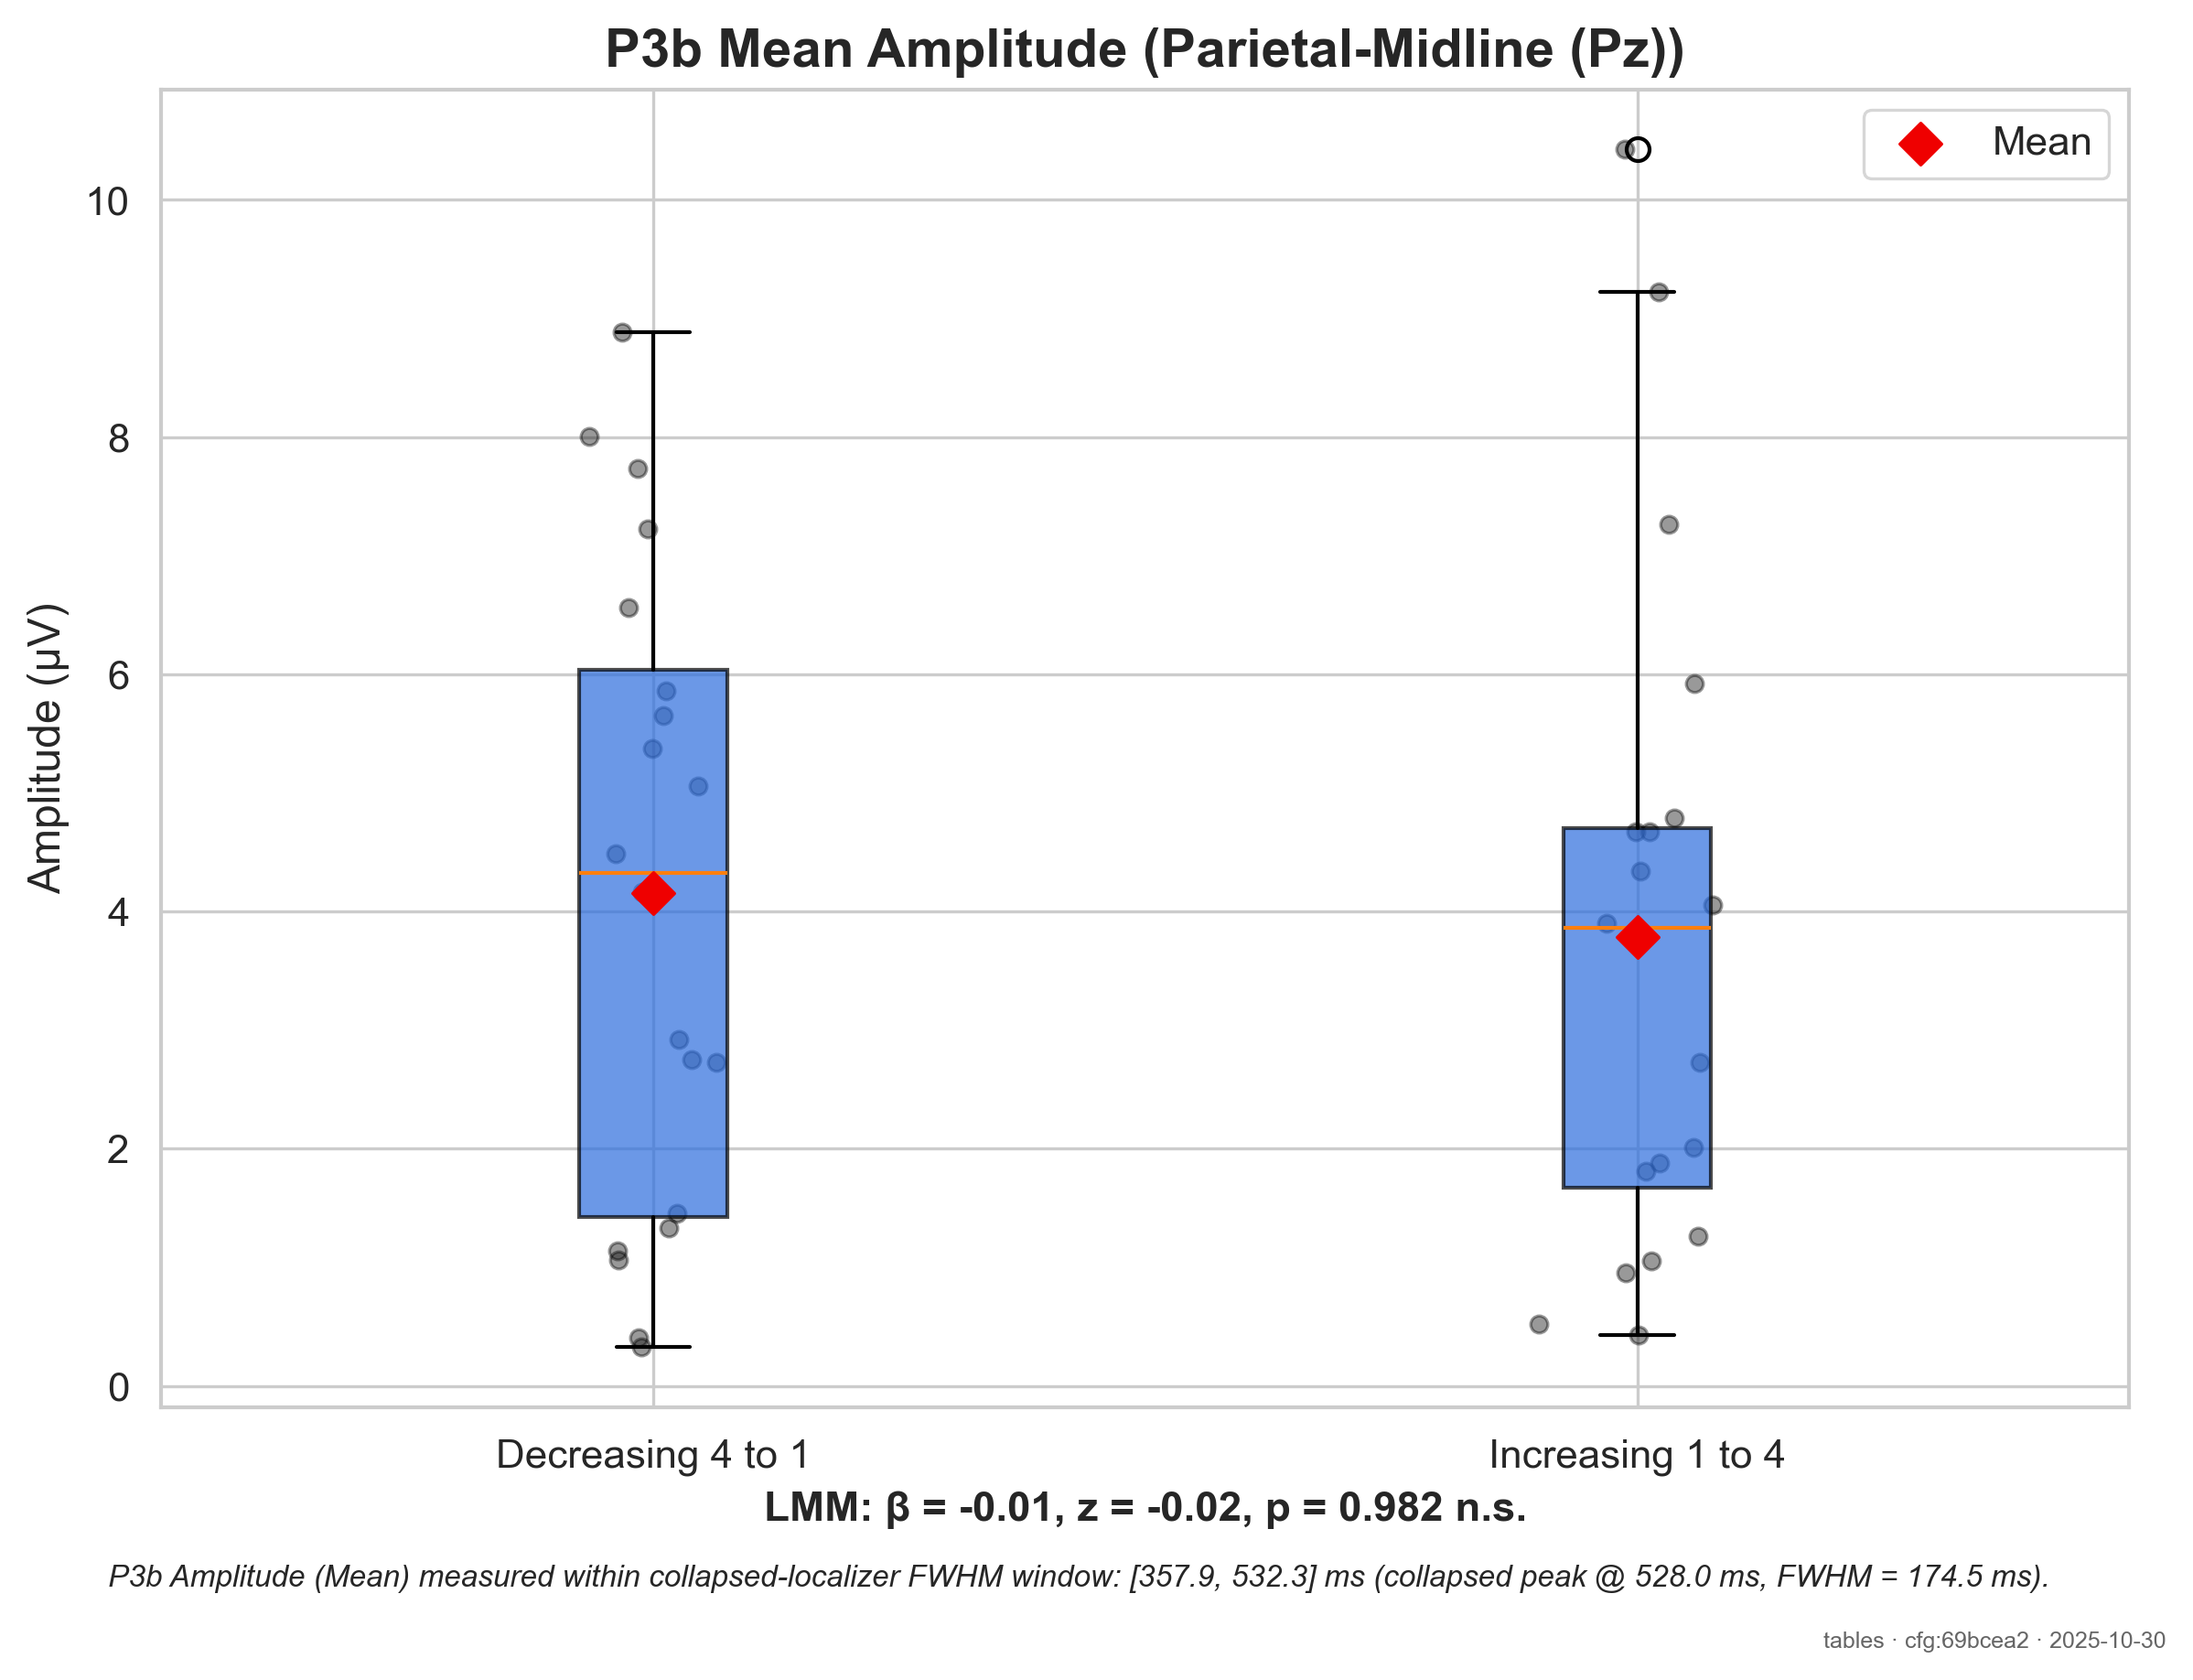 P3b Mean Amplitude (Parietal-Midline (Pz))
Mean
Amplitude (µV)
10
8
6
4
2
0
Decreasing 4 to 1
Increasing 1 to 4
LMM: β = -0.01, z = -0.02, p = 0.982 n.s.
P3b Amplitude (Mean) measured within collapsed-localizer FWHM window: [357.9, 532.3] ms (collapsed peak @ 528.0 ms, FWHM = 174.5 ms).
tables · cfg:69bcea2 · 2025-10-30